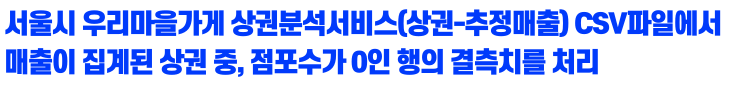 서울시 우리마을가게 상권분석서비스(상권-추정매출) CSV파일에서
매출이 집계된 상권 중, 점포수가 0인 행의 결측치를 처리